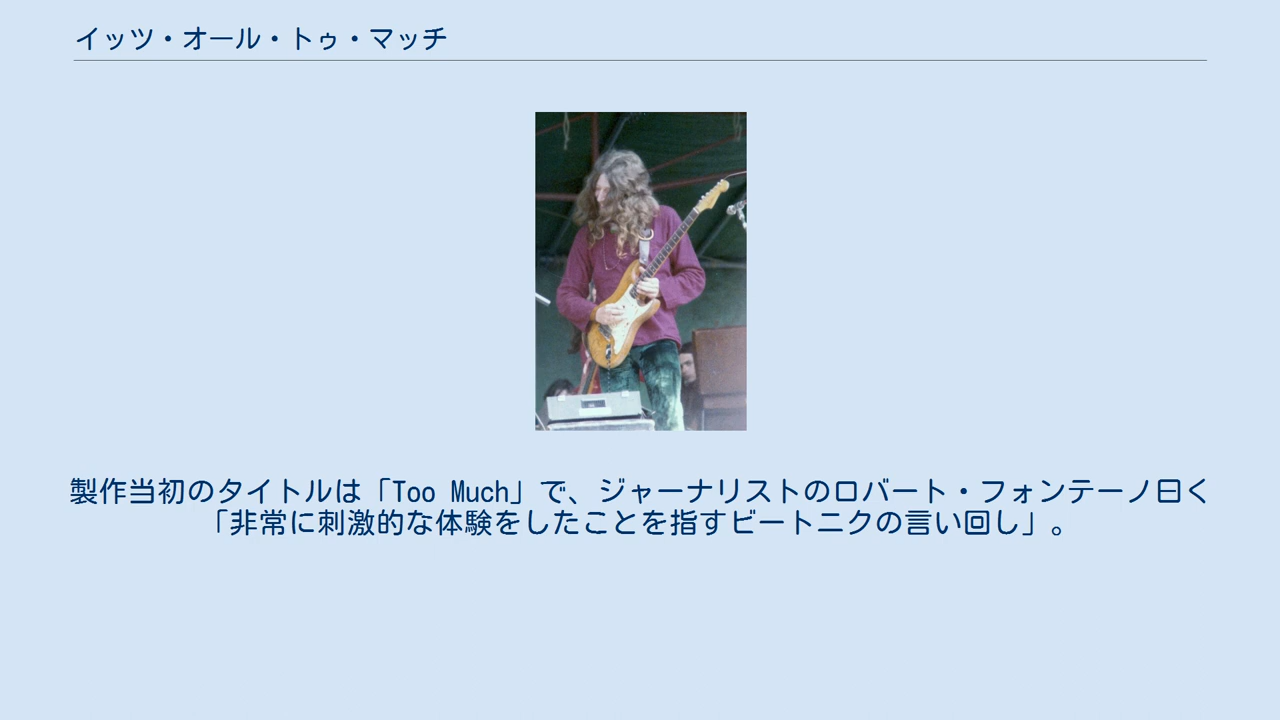 イッツ・オール・トゥ・マッチ
製作当初のタイトルは「Too Much」で、ジャーナリストのロバート・フォンテーノ曰く
「非常に刺激的な体験をしたことを指すビートニクの言い回し」。